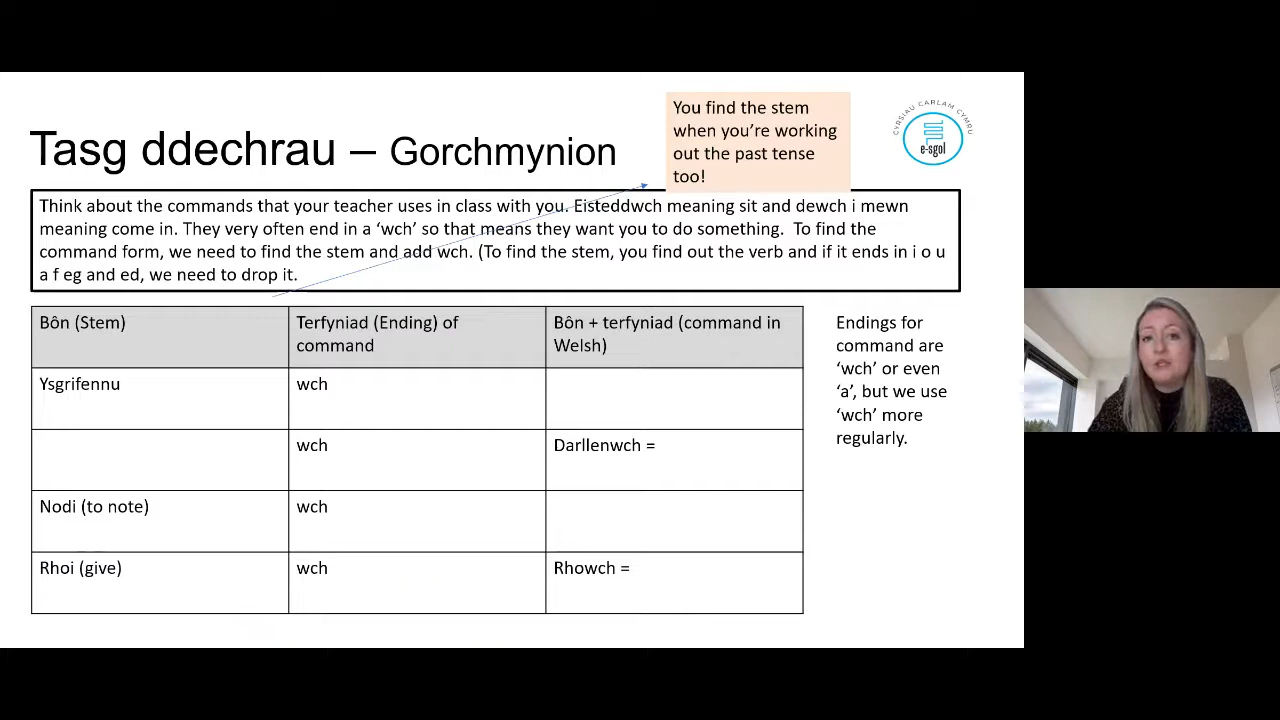 You find the stem
when you're working
out the past tense
too!
CYRSIAU CARLAM CYMRU
e-sgol
Tasg ddechrau – Gorchmynion
Think about the commands that your teacher uses in class with you. Eisteddwch meaning sit and dewch i mewn
meaning come in. They very often end in a 'wch' so that means they want you to do something. To find the
command form, we need to find the stem and add wch. (To find the stem, you find out the verb and if it ends in i o u
a f eg and ed, we need to drop it.
Bôn (Stem)
Terfyniad (Ending) of
command
Bôn + terfyniad (command in
Welsh)
Ysgrifennu
wch
wch
Darllenwch =
Nodi (to note)
wch
Rhoi (give)
wch
Rhowch =
Endings for
command are
'wch' or even
'a', but we use
'wch' more
regularly.